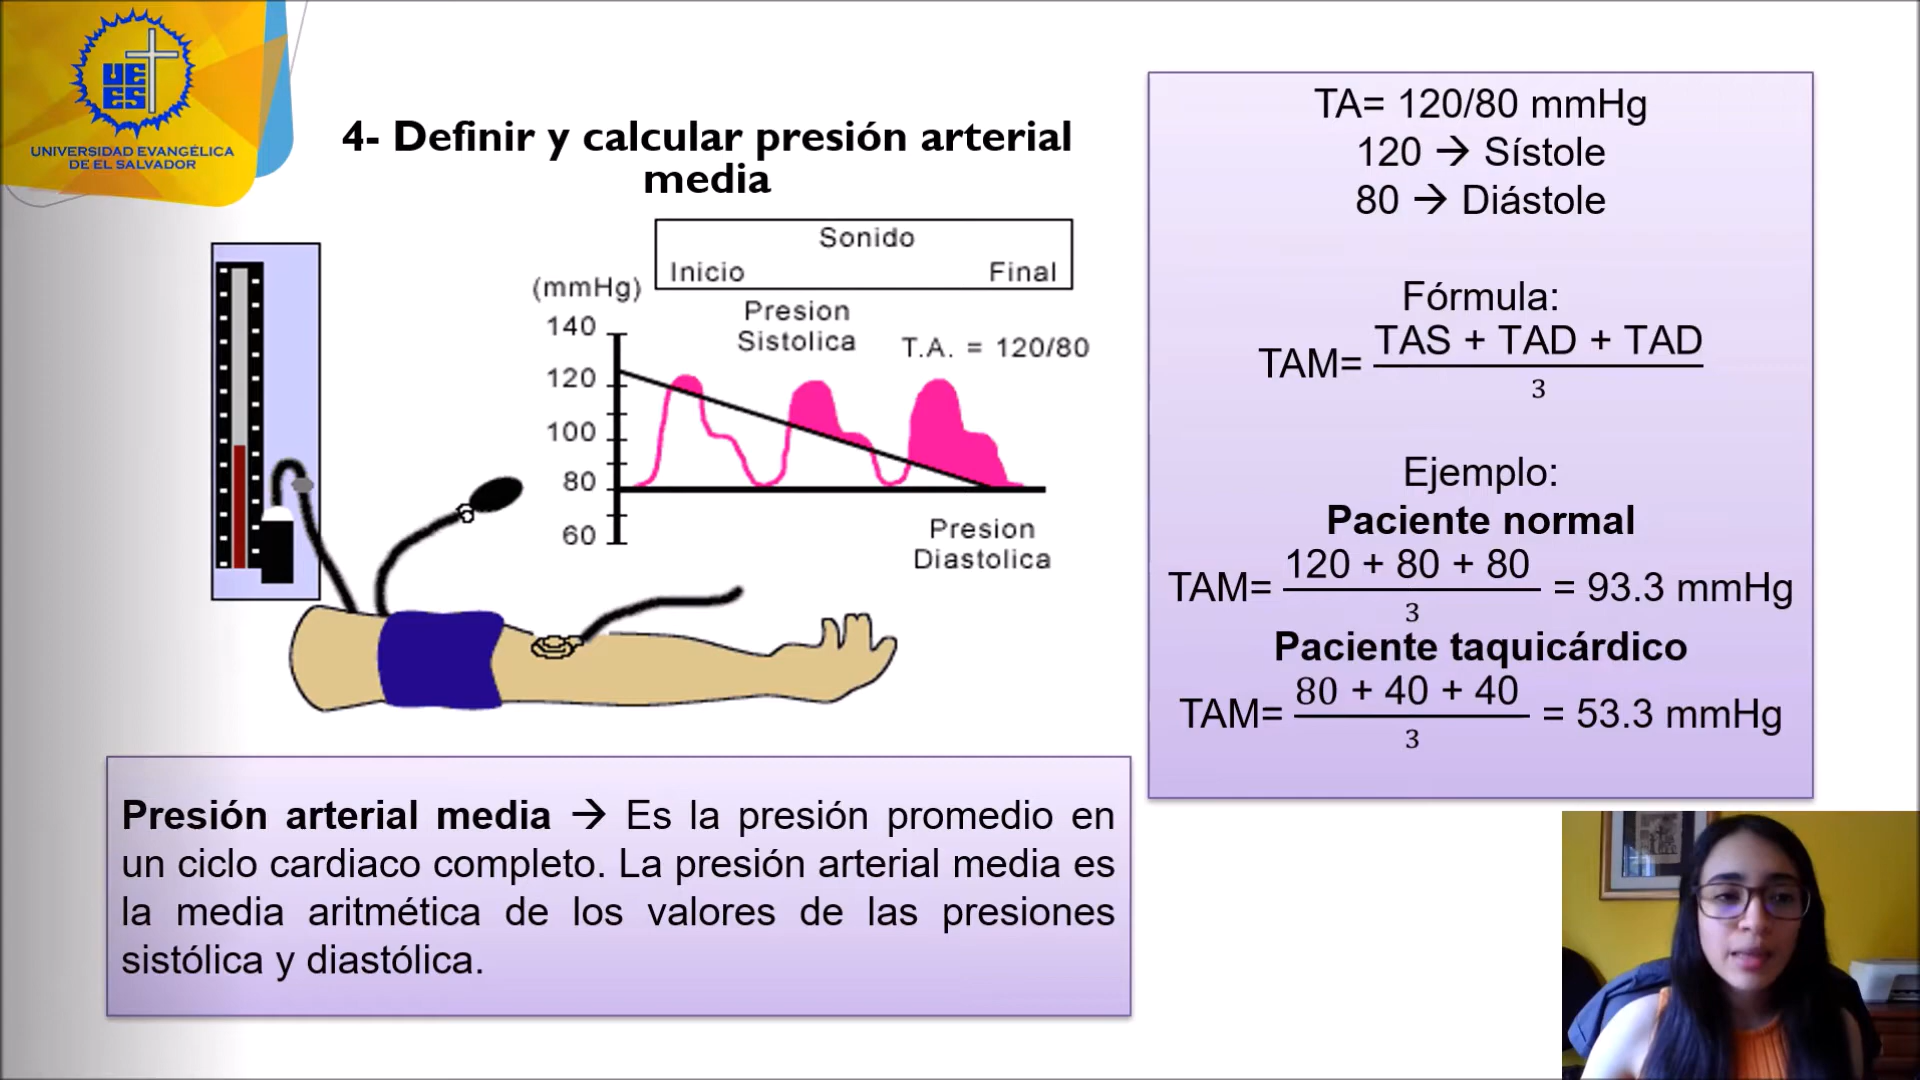 UE
ES
UNIVERSIDAD EVANGÉLICA
DE EL SALVADOR
4- Definir y calcular presión arterial
media
Sonido
Inicio Final
(mmHg)
Presion
Sistolica
T.A. = 120/80
140
120
100
80
60
Presion
Diastolica
Presión arterial media → Es la presión promedio en
un ciclo cardiaco completo. La presión arterial media es
la media aritmética de los valores de las presiones
sistólica y diastólica.
TA= 120/80 mmHg
120 → Sístole
80 → Diástole
Fórmula:
TAS + TAD + TAD
TAM=
3
Ejemplo:
Paciente normal
120 + 80 + 80
TAM= = 93.3 mmHg
3
Paciente taquicárdico
80 + 40 + 40
TAM= = 53.3 mmHg
3